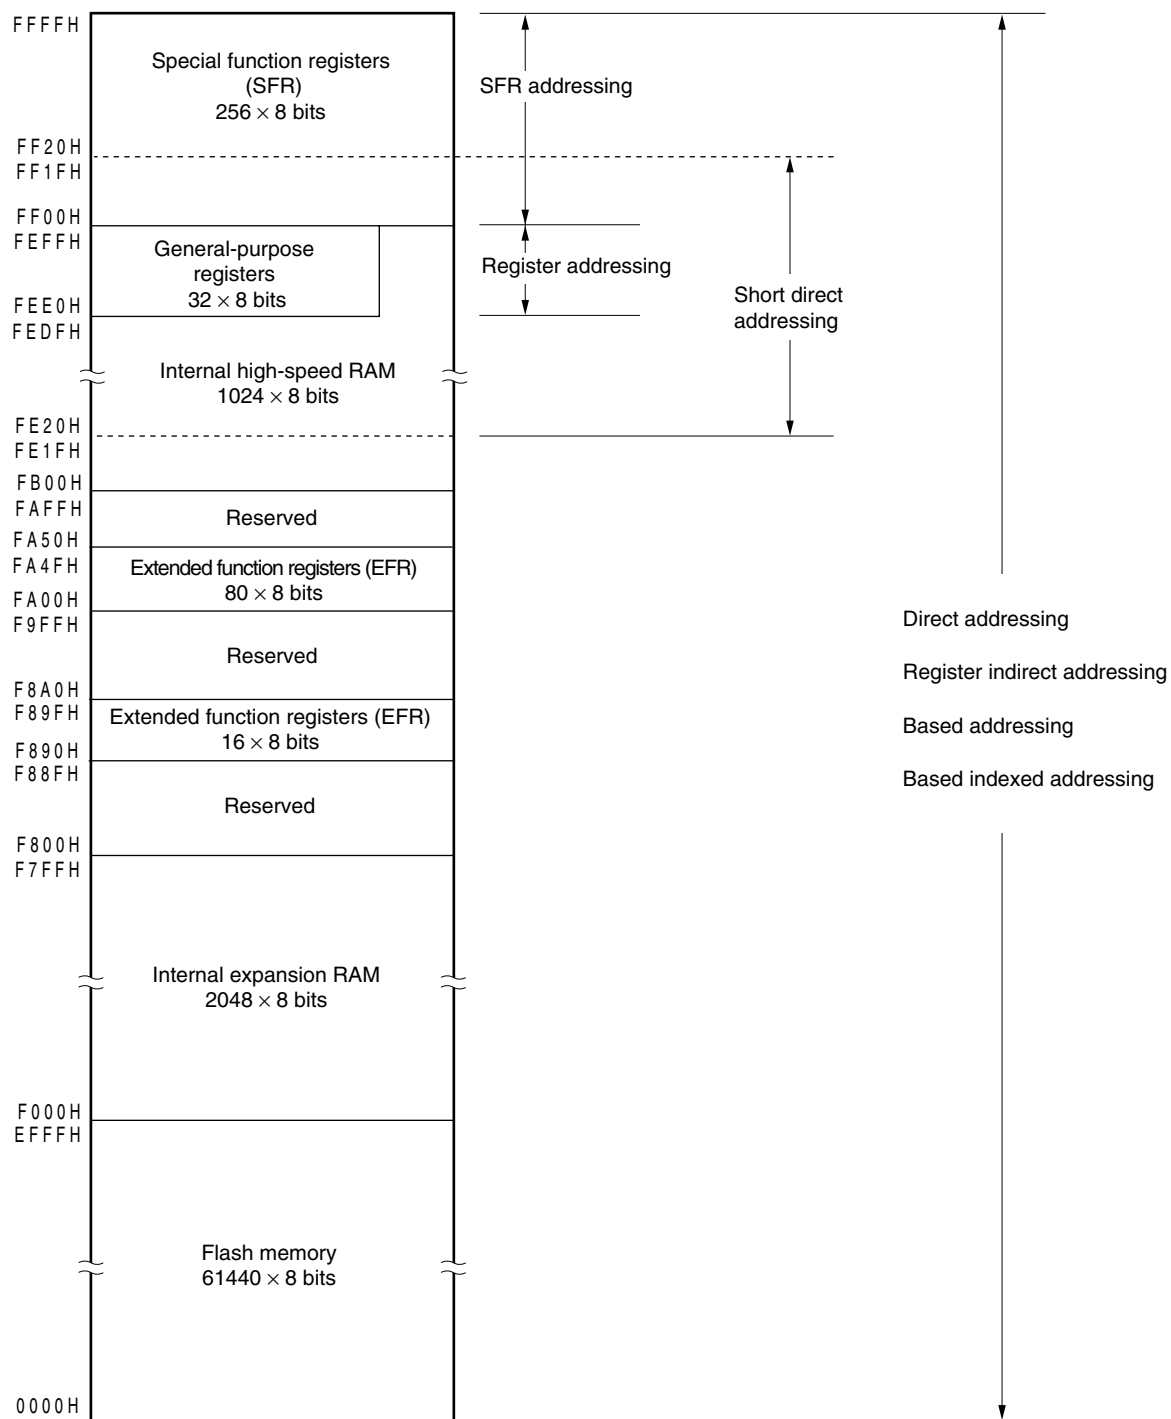 FFFFH
Special function registers
(SFR)
256 × 8 bits
SFR addressing
FF20H
FF1FH
FF00H
FEFFH
General-purpose
registers
32 × 8 bits
Register addressing
Short direct
addressing
FEE0H
FEDFH
Internal high-speed RAM
1024 × 8 bits
FE20H
FE1FH
FB00H
FAFFH
Reserved
FA50H
FA4FH
Extended function registers (EFR)
80 × 8 bits
FA00H
F9FFH
Direct addressing
Reserved
Register indirect addressing
F8A0H
F89FH
Extended function registers (EFR)
16 × 8 bits
Based addressing
F890H
F88FH
Based indexed addressing
Reserved
F800H
F7FFH
Internal expansion RAM
2048 × 8 bits
F000H
EFFFH
Flash memory
61440 × 8 bits
0000H